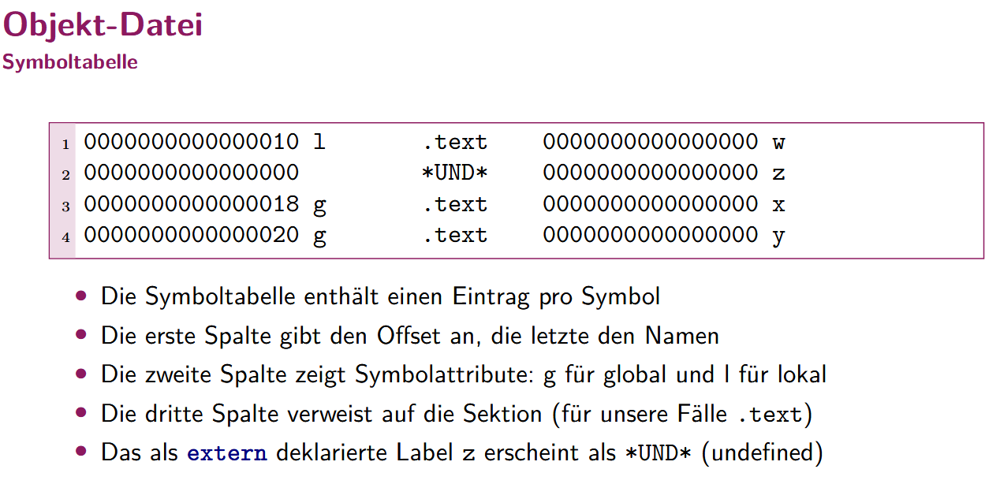 Objekt-Datei
Symboltabelle
1 0000000000000010 l .text 0000000000000000 w
2 0000000000000000 *UND* 0000000000000000 z
3 0000000000000018 g .text 0000000000000000 x
4 0000000000000020 g .text 0000000000000000 y
• Die Symboltabelle enthält einen Eintrag pro Symbol
• Die erste Spalte gibt den Offset an, die letzte den Namen
• Die zweite Spalte zeigt Symbolattribute: g für global und l für lokal
• Die dritte Spalte verweist auf die Sektion (für unsere Fälle .text)
• Das als extern deklarierte Label z erscheint als *UND* (undefined)